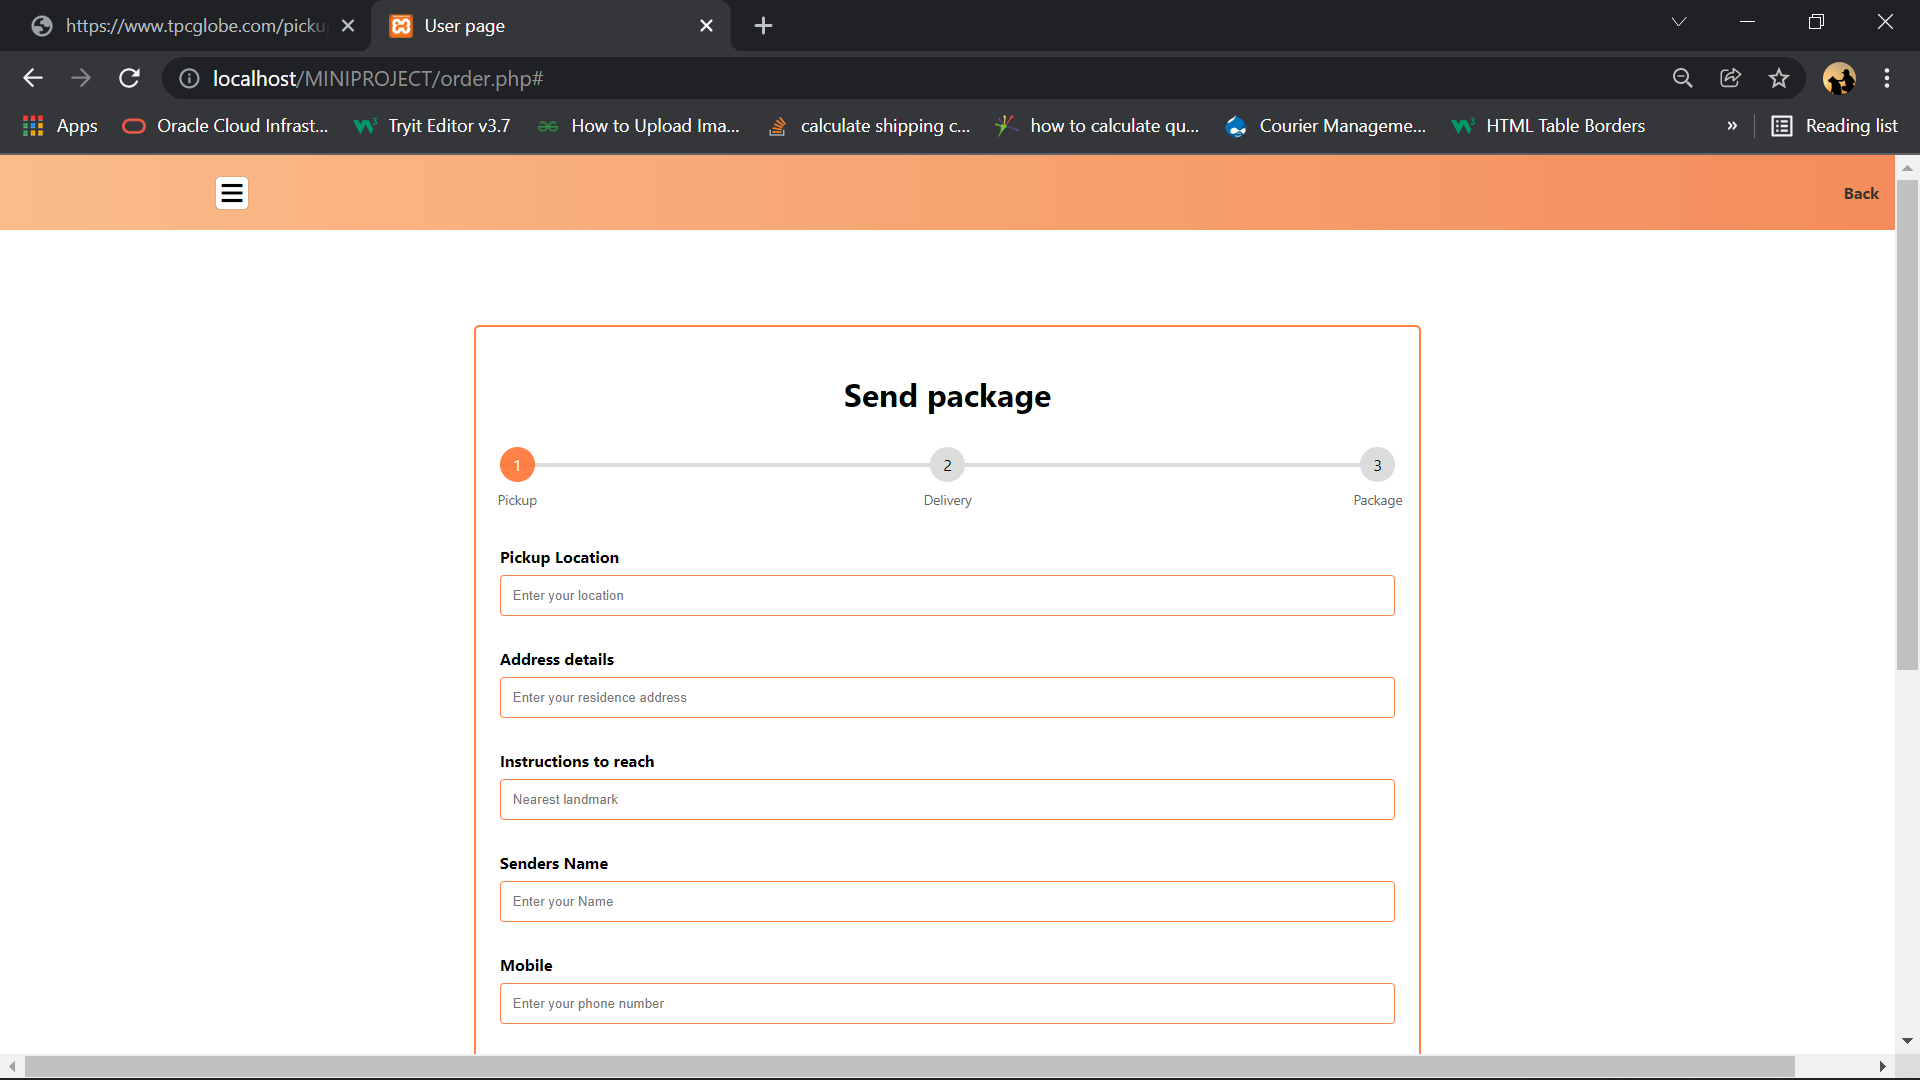 https://www.tpcglobe.com/picku
User page
localhost/MINIPROJECT/order.php#
Apps
Oracle Cloud Infrast...
Tryit Editor v3.7
How to Upload Ima...
calculate shipping c...
how to calculate qu...
Courier Manageme...
HTML Table Borders
»
Reading list
Back
Send package
1
2
3
Pickup
Delivery
Package
Pickup Location
Enter your location
Address details
Enter your residence address
Instructions to reach
Nearest landmark
Senders Name
Enter your Name
Mobile
Enter your phone number